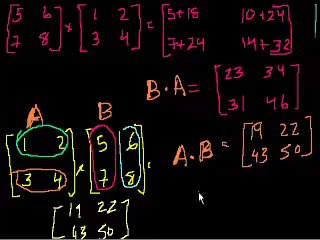 [5 6 7 8] × [1 2 3 4] = [5+18 10+24 7+24 14+32]
B·A = [23 34 31 46]
A B
[1 2 3 4] × [5 6 7 8] =
A·B = [19 22 43 50]
[19 22 43 50]